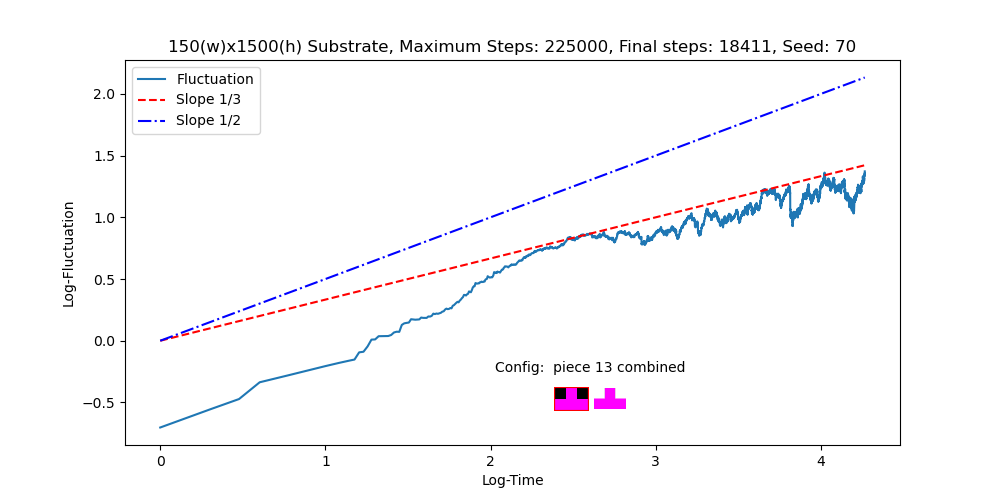 150(w)x1500(h) Substrate, Maximum Steps: 225000, Final steps: 18411, Seed: 70
Fluctuation
Slope 1/3
Slope 1/2
2.0
1.5
1.0
0.5
0.0
−0.5
Log-Fluctuation
Config:  piece 13 combined
0
1
2
3
4
Log-Time